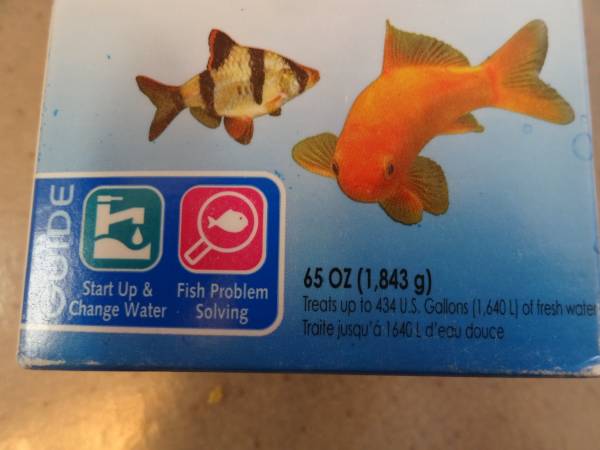 GUIDE
Start Up &
Change Water
Fish Problem
Solving
65 OZ (1,843 g)
Treats up to 434 U.S. Gallons (1,640 L) of fresh water
Traite jusqu'á 1640 L d'eau douce